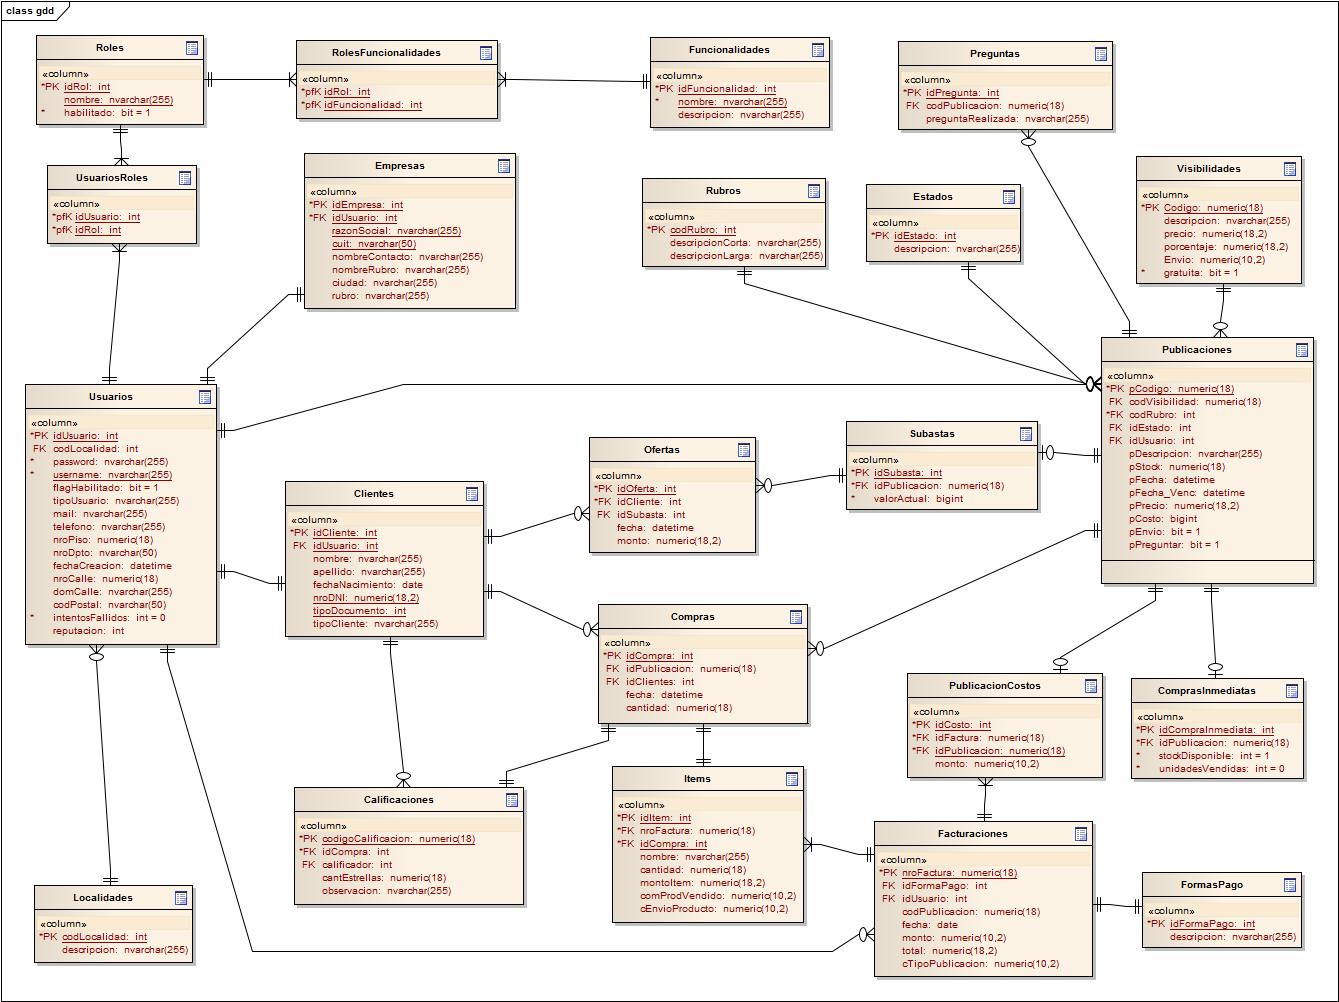 class gdd
Roles
«column»
*PK idRol: int
nombre: nvarchar(255)
* habilitado: bit = 1
RolesFuncionalidades
«column»
*pfK idRol: int
*pfK idFuncionalidad: int
Funcionalidades
«column»
*PK idFuncionalidad: int
* nombre: nvarchar(255)
descripcion: nvarchar(255)
Preguntas
«column»
*PK idPregunta: int
FK codPublicacion: numeric(18)
preguntaRealizada: nvarchar(255)
UsuariosRoles
«column»
*pfK idUsuario: int
*pfK idRol: int
Empresas
«column»
*PK idEmpresa: int
*FK idUsuario: int
razonSocial: nvarchar(255)
cuit: nvarchar(50)
nombreContacto: nvarchar(255)
nombreRubro: nvarchar(255)
ciudad: nvarchar(255)
rubro: nvarchar(255)
Rubros
«column»
*PK codRubro: int
descripcionCorta: nvarchar(255)
descripcionLarga: nvarchar(255)
Estados
«column»
*PK idEstado: int
descripcion: nvarchar(255)
Visibilidades
«column»
*PK Codigo: numeric(18)
descripcion: nvarchar(255)
precio: numeric(18,2)
porcentaje: numeric(18,2)
Envio: numeric(10,2)
* gratuita: bit = 1
Publicaciones
«column»
*PK pCodigo: numeric(18)
FK codVisibilidad: numeric(18)
*FK codRubro: int
FK idEstado: int
FK idUsuario: int
pDescripcion: nvarchar(255)
pStock: numeric(18)
pFecha: datetime
pFecha_Venc: datetime
pPrecio: numeric(18,2)
pCosto: bigint
pEnvio: bit = 1
pPreguntar: bit = 1
Usuarios
«column»
*PK idUsuario: int
FK codLocalidad: int
* password: nvarchar(255)
* username: nvarchar(255)
flagHabilitado: bit = 1
tipoUsuario: nvarchar(255)
mail: nvarchar(255)
telefono: nvarchar(255)
nroPiso: numeric(18)
nroDpto: nvarchar(50)
fechaCreacion: datetime
nroCalle: numeric(18)
domCalle: nvarchar(255)
codPostal: nvarchar(50)
* intentosFallidos: int = 0
reputacion: int
Ofertas
«column»
*PK idOferta: int
*FK idCliente: int
FK idSubasta: int
fecha: datetime
monto: numeric(18,2)
Subastas
«column»
*PK idSubasta: int
*FK idPublicacion: numeric(18)
* valorActual: bigint
Clientes
«column»
*PK idCliente: int
FK idUsuario: int
nombre: nvarchar(255)
apellido: nvarchar(255)
fechaNacimiento: date
nroDNI: numeric(18,2)
tipoDocumento: int
tipoCliente: nvarchar(255)
Compras
«column»
*PK idCompra: int
FK idPublicacion: numeric(18)
FK idClientes: int
fecha: datetime
cantidad: numeric(18)
PublicacionCostos
«column»
*PK idCosto: int
*FK idFactura: numeric(18)
*FK idPublicacion: numeric(18)
monto: numeric(10,2)
ComprasInmediatas
«column»
*PK idCompraInmediata: int
*FK idPublicacion: numeric(18)
* stockDisponible: int = 1
* unidadesVendidas: int = 0
Calificaciones
«column»
*PK codigoCalificacion: numeric(18)
*FK idCompra: int
FK calificador: int
cantEstrellas: numeric(18)
observacion: nvarchar(255)
Items
«column»
*PK idItem: int
*FK nroFactura: numeric(18)
*FK idCompra: int
nombre: nvarchar(255)
cantidad: numeric(18)
montoItem: numeric(18,2)
comProdVendido: numeric(10,2)
cEnvioProducto: numeric(10,2)
Facturaciones
«column»
*PK nroFactura: numeric(18)
FK idFormaPago: int
FK idUsuario: int
codPublicacion: numeric(18)
fecha: date
monto: numeric(10,2)
total: numeric(18,2)
cTipoPublicacion: numeric(10,2)
FormasPago
«column»
*PK idFormaPago: int
descripcion: nvarchar(255)
Localidades
«column»
*PK codLocalidad: int
descripcion: nvarchar(255)